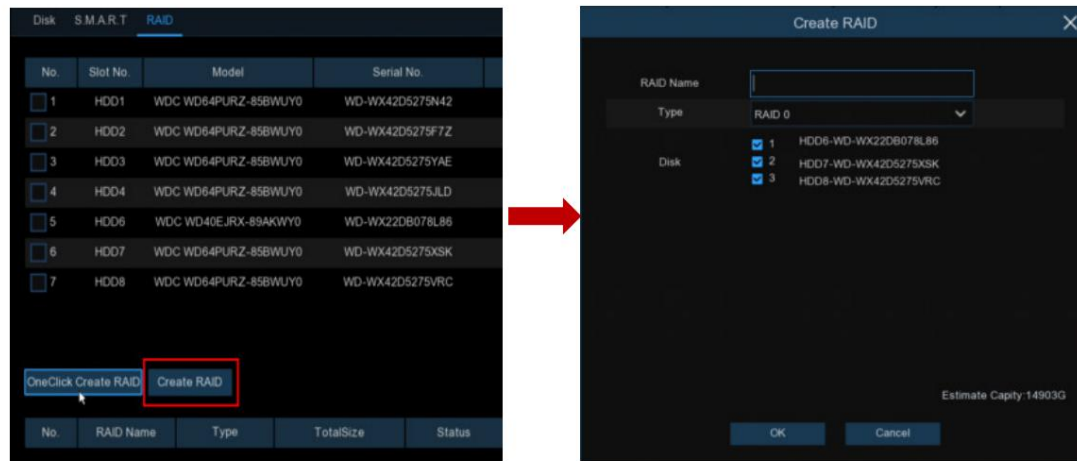 Disk S.M.A.R.T RAID
No. Slot No. Model Serial No.
1 HDD1 WDC WD64PURZ-85BWUY0 WD-WX42D5275N42
2 HDD2 WDC WD64PURZ-85BWUY0 WD-WX42D5275F7Z
3 HDD3 WDC WD64PURZ-85BWUY0 WD-WX42D5275YAE
4 HDD4 WDC WD64PURZ-85BWUY0 WD-WX42D5275JLD
5 HDD6 WDC WD40EJRX-89AKWY0 WD-WX22DB078L86
6 HDD7 WDC WD64PURZ-85BWUY0 WD-WX42D5275XSK
7 HDD8 WDC WD64PURZ-85BWUY0 WD-WX42D5275VRC
OneClick Create RAID Create RAID
No. RAID Name Type TotalSize Status
Create RAID
RAID Name
Type RAID 0
Disk
1 HDD6-WD-WX22DB078L86
2 HDD7-WD-WX42D5275XSK
3 HDD8-WD-WX42D5275VRC
Estimate Capity:14903G
OK Cancel